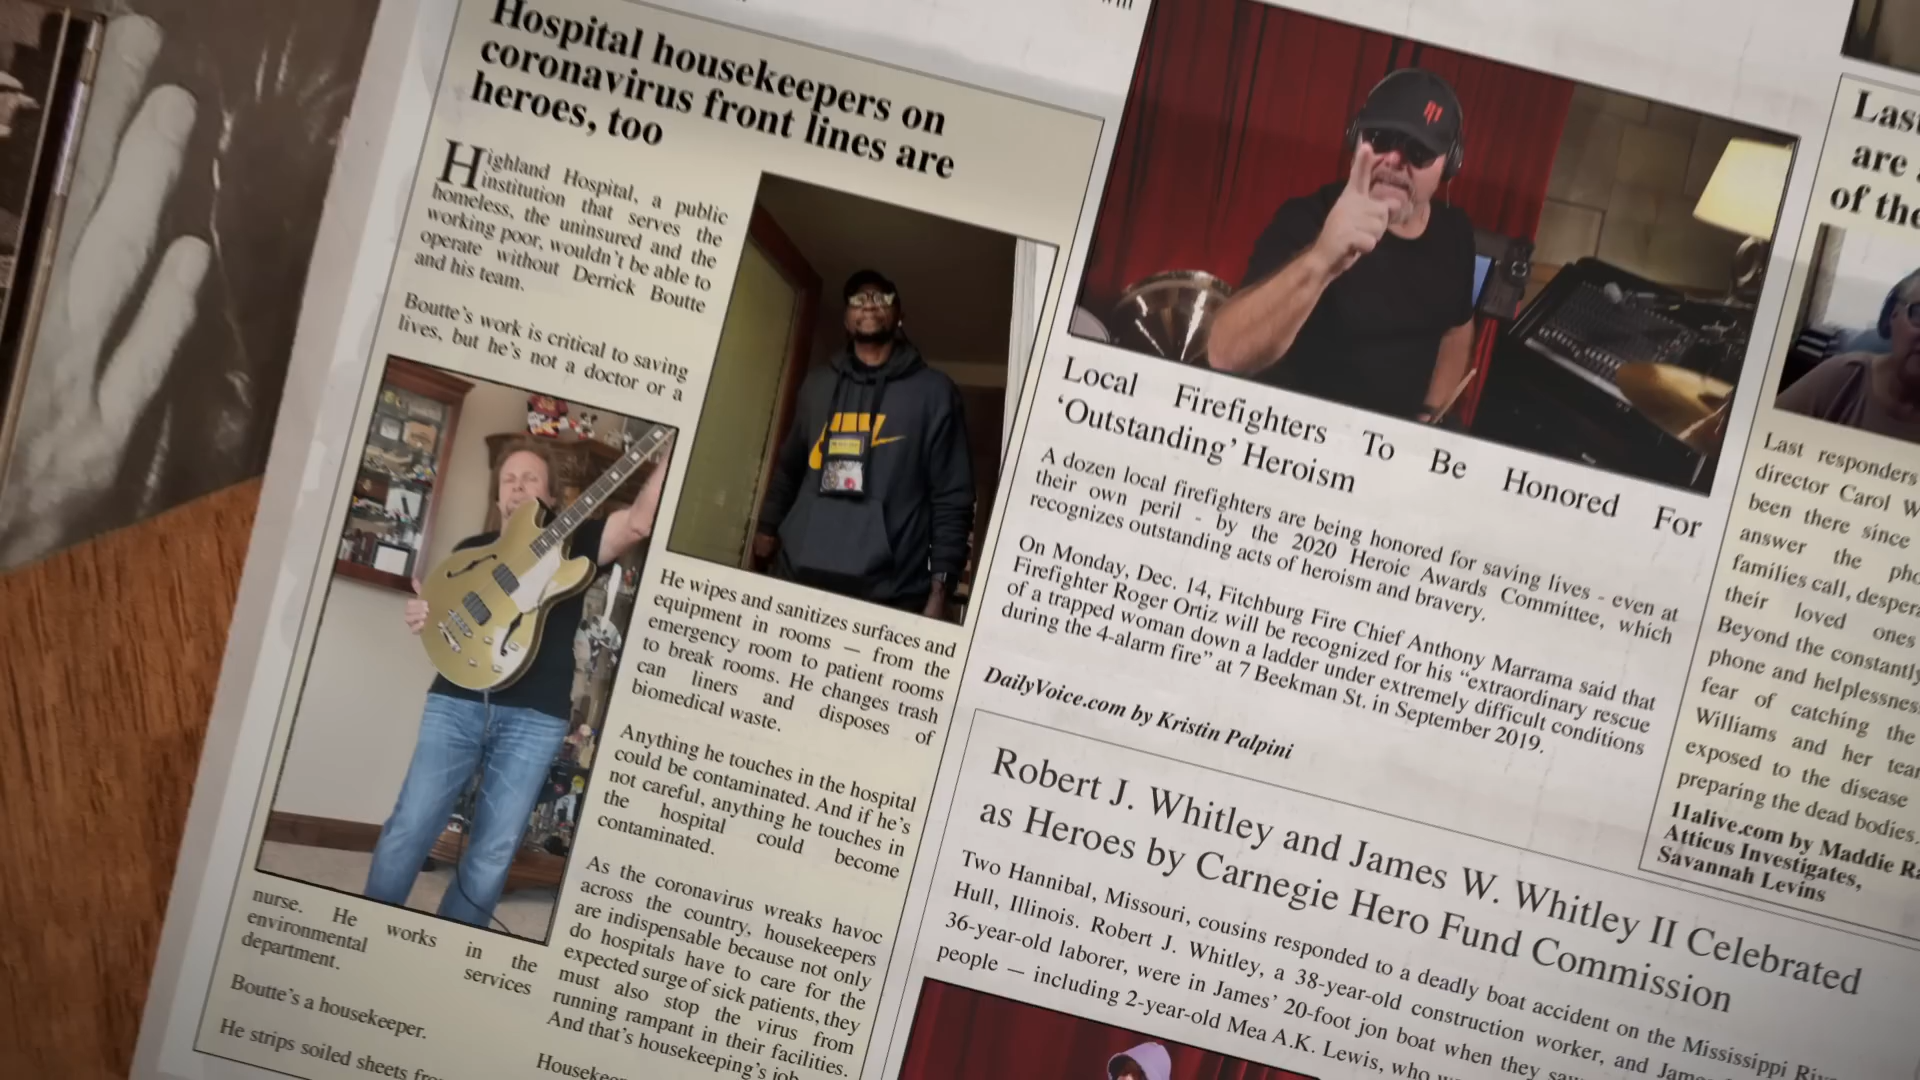 Hospital housekeepers on
coronavirus front lines are
heroes, too
Highland Hospital, a public
institution that serves the
homeless, the uninsured and the
working poor, wouldn't be able to
operate without Derrick Boutte
and his team.
Boutte's work is critical to saving
lives, but he's not a doctor or a
nurse. He works in the
environmental services
department.
Boutte's a housekeeper.
He strips soiled sheets
He wipes and sanitizes surfaces and
equipment in rooms — from the
emergency room to patient rooms
to break rooms. He changes trash
can liners and disposes of
biomedical waste.
Anything he touches in the hospital
could be contaminated. And if he's
not careful, anything he touches in
the hospital could become
contaminated.
As the coronavirus wreaks havoc
across the country, housekeepers
are indispensable because not only
do hospitals have to care for the
expected surge of sick patients, they
must also stop the virus from
running rampant in their facilities.
And that's housekeeping's job
Local Firefighters To Be Honored For
'Outstanding' Heroism
A dozen local firefighters are being honored for saving lives - even at
their own peril - by the 2020 Heroic Awards Committee, which
recognizes outstanding acts of heroism and bravery.
On Monday, Dec. 14, Fitchburg Fire Chief Anthony Marrama said that
Firefighter Roger Ortiz will be recognized for his "extraordinary rescue
of a trapped woman down a ladder under extremely difficult conditions
during the 4-alarm fire" at 7 Beekman St. in September 2019.
DailyVoice.com by Kristin Palpini
Robert J. Whitley and James W. Whitley II Celebrated
as Heroes by Carnegie Hero Fund Commission
Two Hannibal, Missouri, cousins responded to a deadly boat accident on the Mississippi
Hull, Illinois. Robert J. Whitley, a 38-year-old construction worker, and
36-year-old laborer, were in James' 20-foot jon boat when they
people — including 2-year-old Mea A.K. Lewis, who
are
of the
Last responders
director Carol
been there since
answer the
families call,
their loved ones
Beyond the constantly
phone and helplessness
fear of catching the
Williams and her
exposed to the disease
preparing the dead bodies.
11alive.com by Maddie
Atticus Investigates,
Savannah Levins